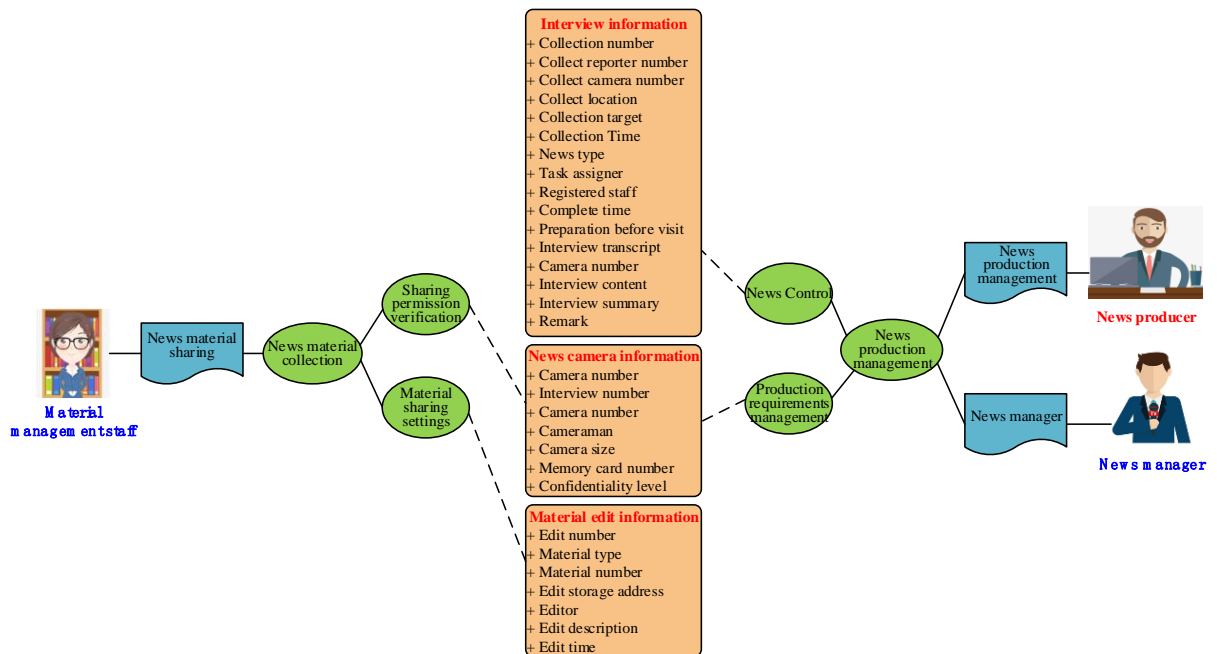 Material
managementstaff
News material
sharing
News material
collection
Sharing
permission
verification
Material
sharing
settings
Interview information
+ Collection number
+ Collect reporter number
+ Collect camera number
+ Collect location
+ Collection target
+ Collection Time
+ News type
+ Task assigner
+ Registered staff
+ Complete time
+ Preparation before visit
+ Interview transcript
+ Camera number
+ Interview content
+ Interview summary
+ Remark
News camera information
+ Camera number
+ Interview number
+ Camera number
+ Cameraman
+ Camera size
+ Memory card number
+ Confidentiality level
Material edit information
+ Edit number
+ Material type
+ Material number
+ Edit storage address
+ Editor
+ Edit description
+ Edit time
News Control
Production
requirements
management
News
production
management
News
production
management
News manager
News producer
News manager